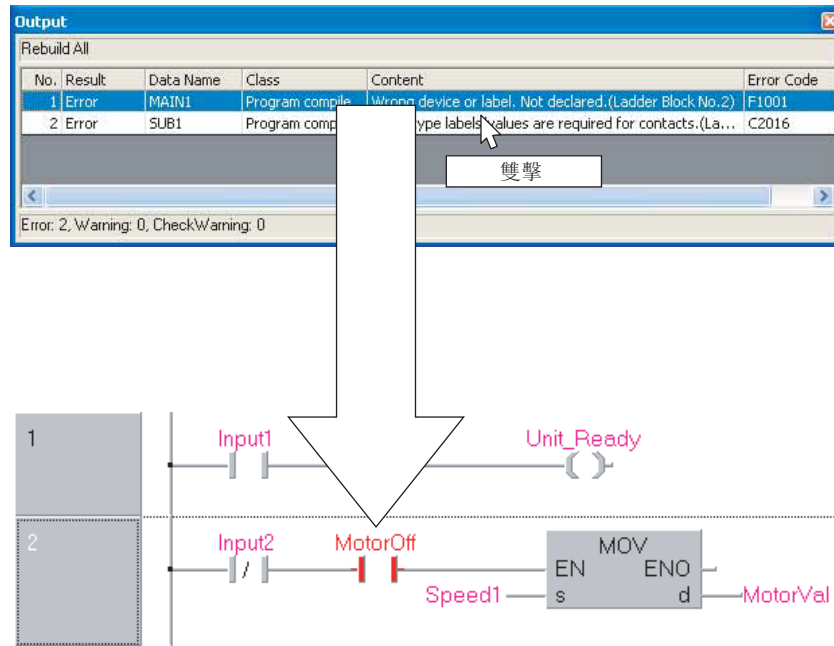 Output
Rebuild All
No. Result Data Name Class Content Error Code
1 Error MAIN1 Program compile Wrong device or label. Not declared.(Ladder Block No.2) F1001
2 Error SUB1 Program comp ype labels values are required for contacts.(La... C2016
雙擊
Error: 2, Warning: 0, CheckWarning: 0
1 Input1 Unit_Ready
2 Input2 MotorOff MOV
EN ENO
Speed1 s d MotorVal